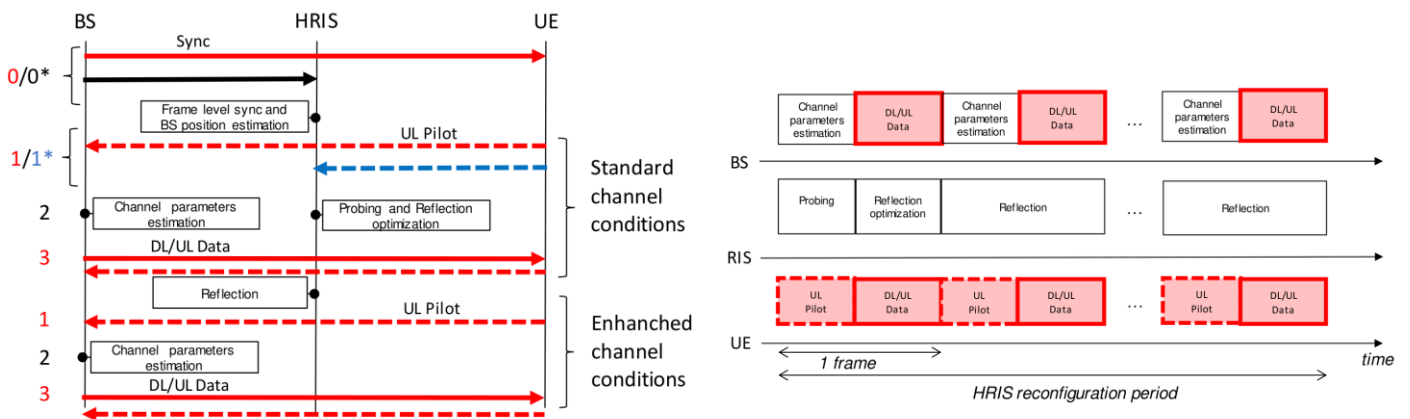 BS
HRIS
UE
Sync
0/0*
Frame level sync and
BS position estimation
UL Pilot
1/1*
Standard
channel
conditions
2
Channel parameters
estimation
Probing and Reflection
optimization
3
DL/UL Data
Reflection
1
UL Pilot
Enhanched
channel
conditions
2
Channel parameters
estimation
3
DL/UL Data
Channel
parameters
estimation
DL/UL
Data
Channel
parameters
estimation
DL/UL
Data
...
Channel
parameters
estimation
DL/UL
Data
BS
Probing
Reflection
optimization
Reflection
...
Reflection
RIS
UL
Pilot
DL/UL
Data
UL
Pilot
DL/UL
Data
...
UL
Pilot
DL/UL
Data
UE
1 frame
time
HRIS reconfiguration period